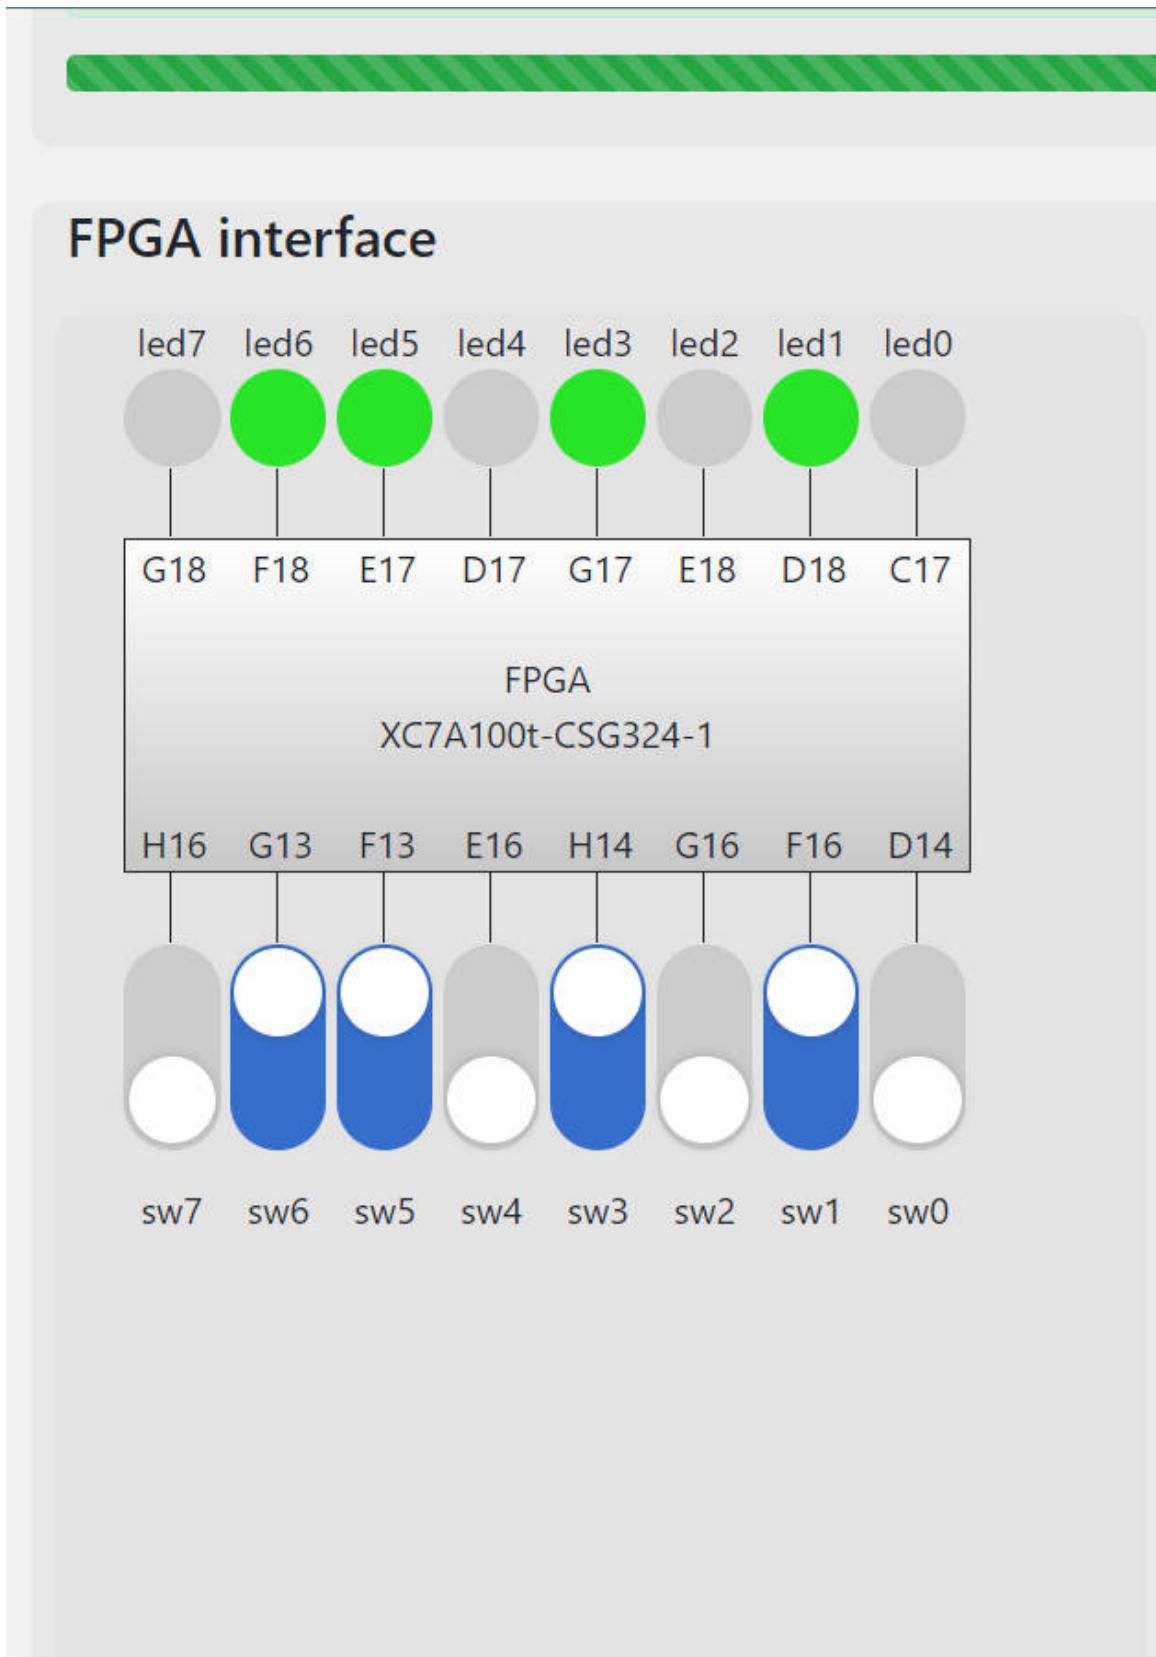 FPGA interface
led7 led6 led5 led4 led3 led2 led1 led0
G18 F18 E17 D17 G17 E18 D18 C17
FPGA
XC7A100t-CSG324-1
H16 G13 F13 E16 H14 G16 F16 D14
sw7 sw6 sw5 sw4 sw3 sw2 sw1 sw0